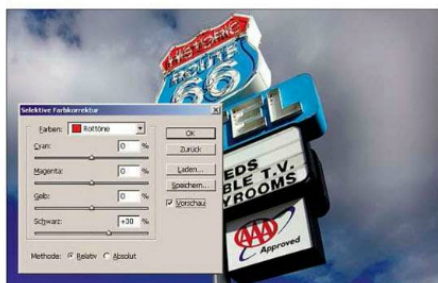 HISTORIC
ROUTE
66
EL
EDS
BLE T.V.
YROOMS
AAA
Approved
Selektive Farbkorrektur
Farben: Rottöne
OK
Cyan: 0 %
Zurück
Magenta: 0 %
Laden...
Speichern...
Gelb: 0 %
Vorschau
Schwarz: +30 %
Methode: Relativ Absolut